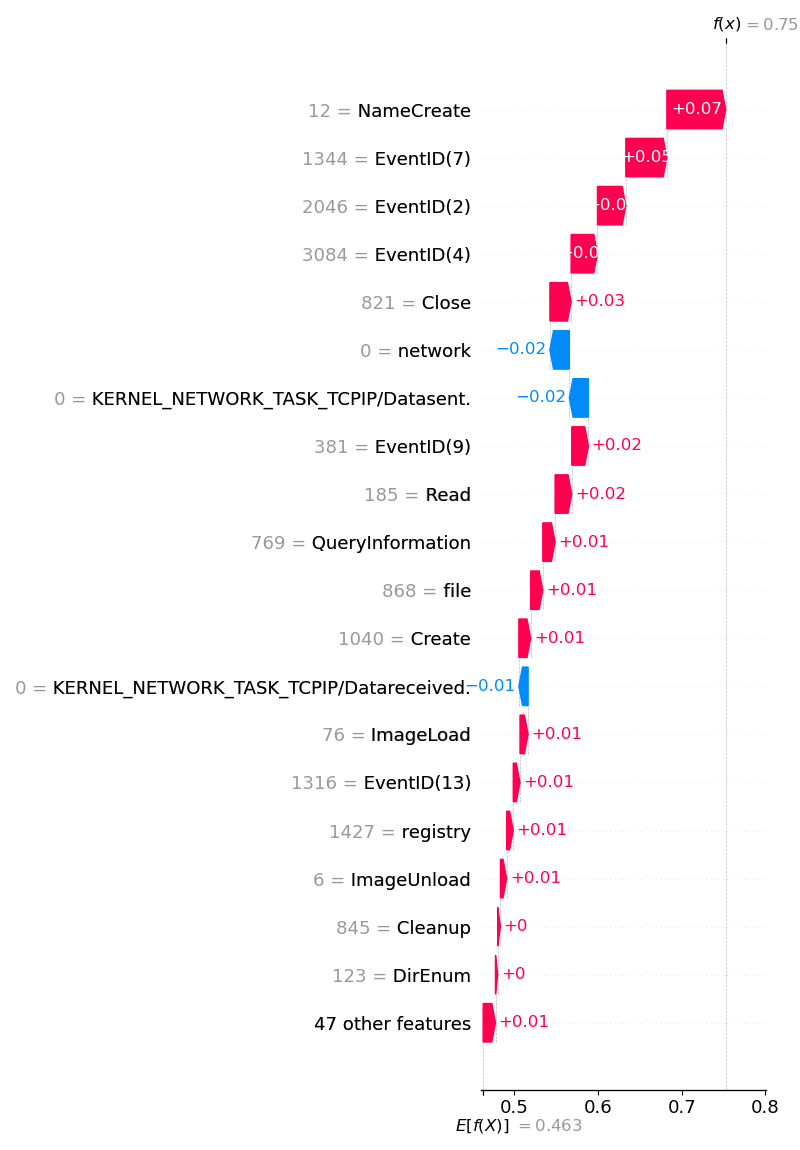 f(x) = 0.75
12 = NameCreate +0.07
1344 = EventID(7) +0.05
2046 = EventID(2)
3084 = EventID(4)
821 = Close +0.03
0 = network −0.02
0 = KERNEL_NETWORK_TASK_TCPIP/Datasent. −0.02
381 = EventID(9) +0.02
185 = Read +0.02
769 = QueryInformation +0.01
868 = file +0.01
1040 = Create +0.01
0 = KERNEL_NETWORK_TASK_TCPIP/Datareceived. −0.01
76 = ImageLoad +0.01
1316 = EventID(13) +0.01
1427 = registry +0.01
6 = ImageUnload +0.01
845 = Cleanup +0
123 = DirEnum +0
47 other features +0.01
0.5 0.6 0.7 0.8
E[f(X)] = 0.463